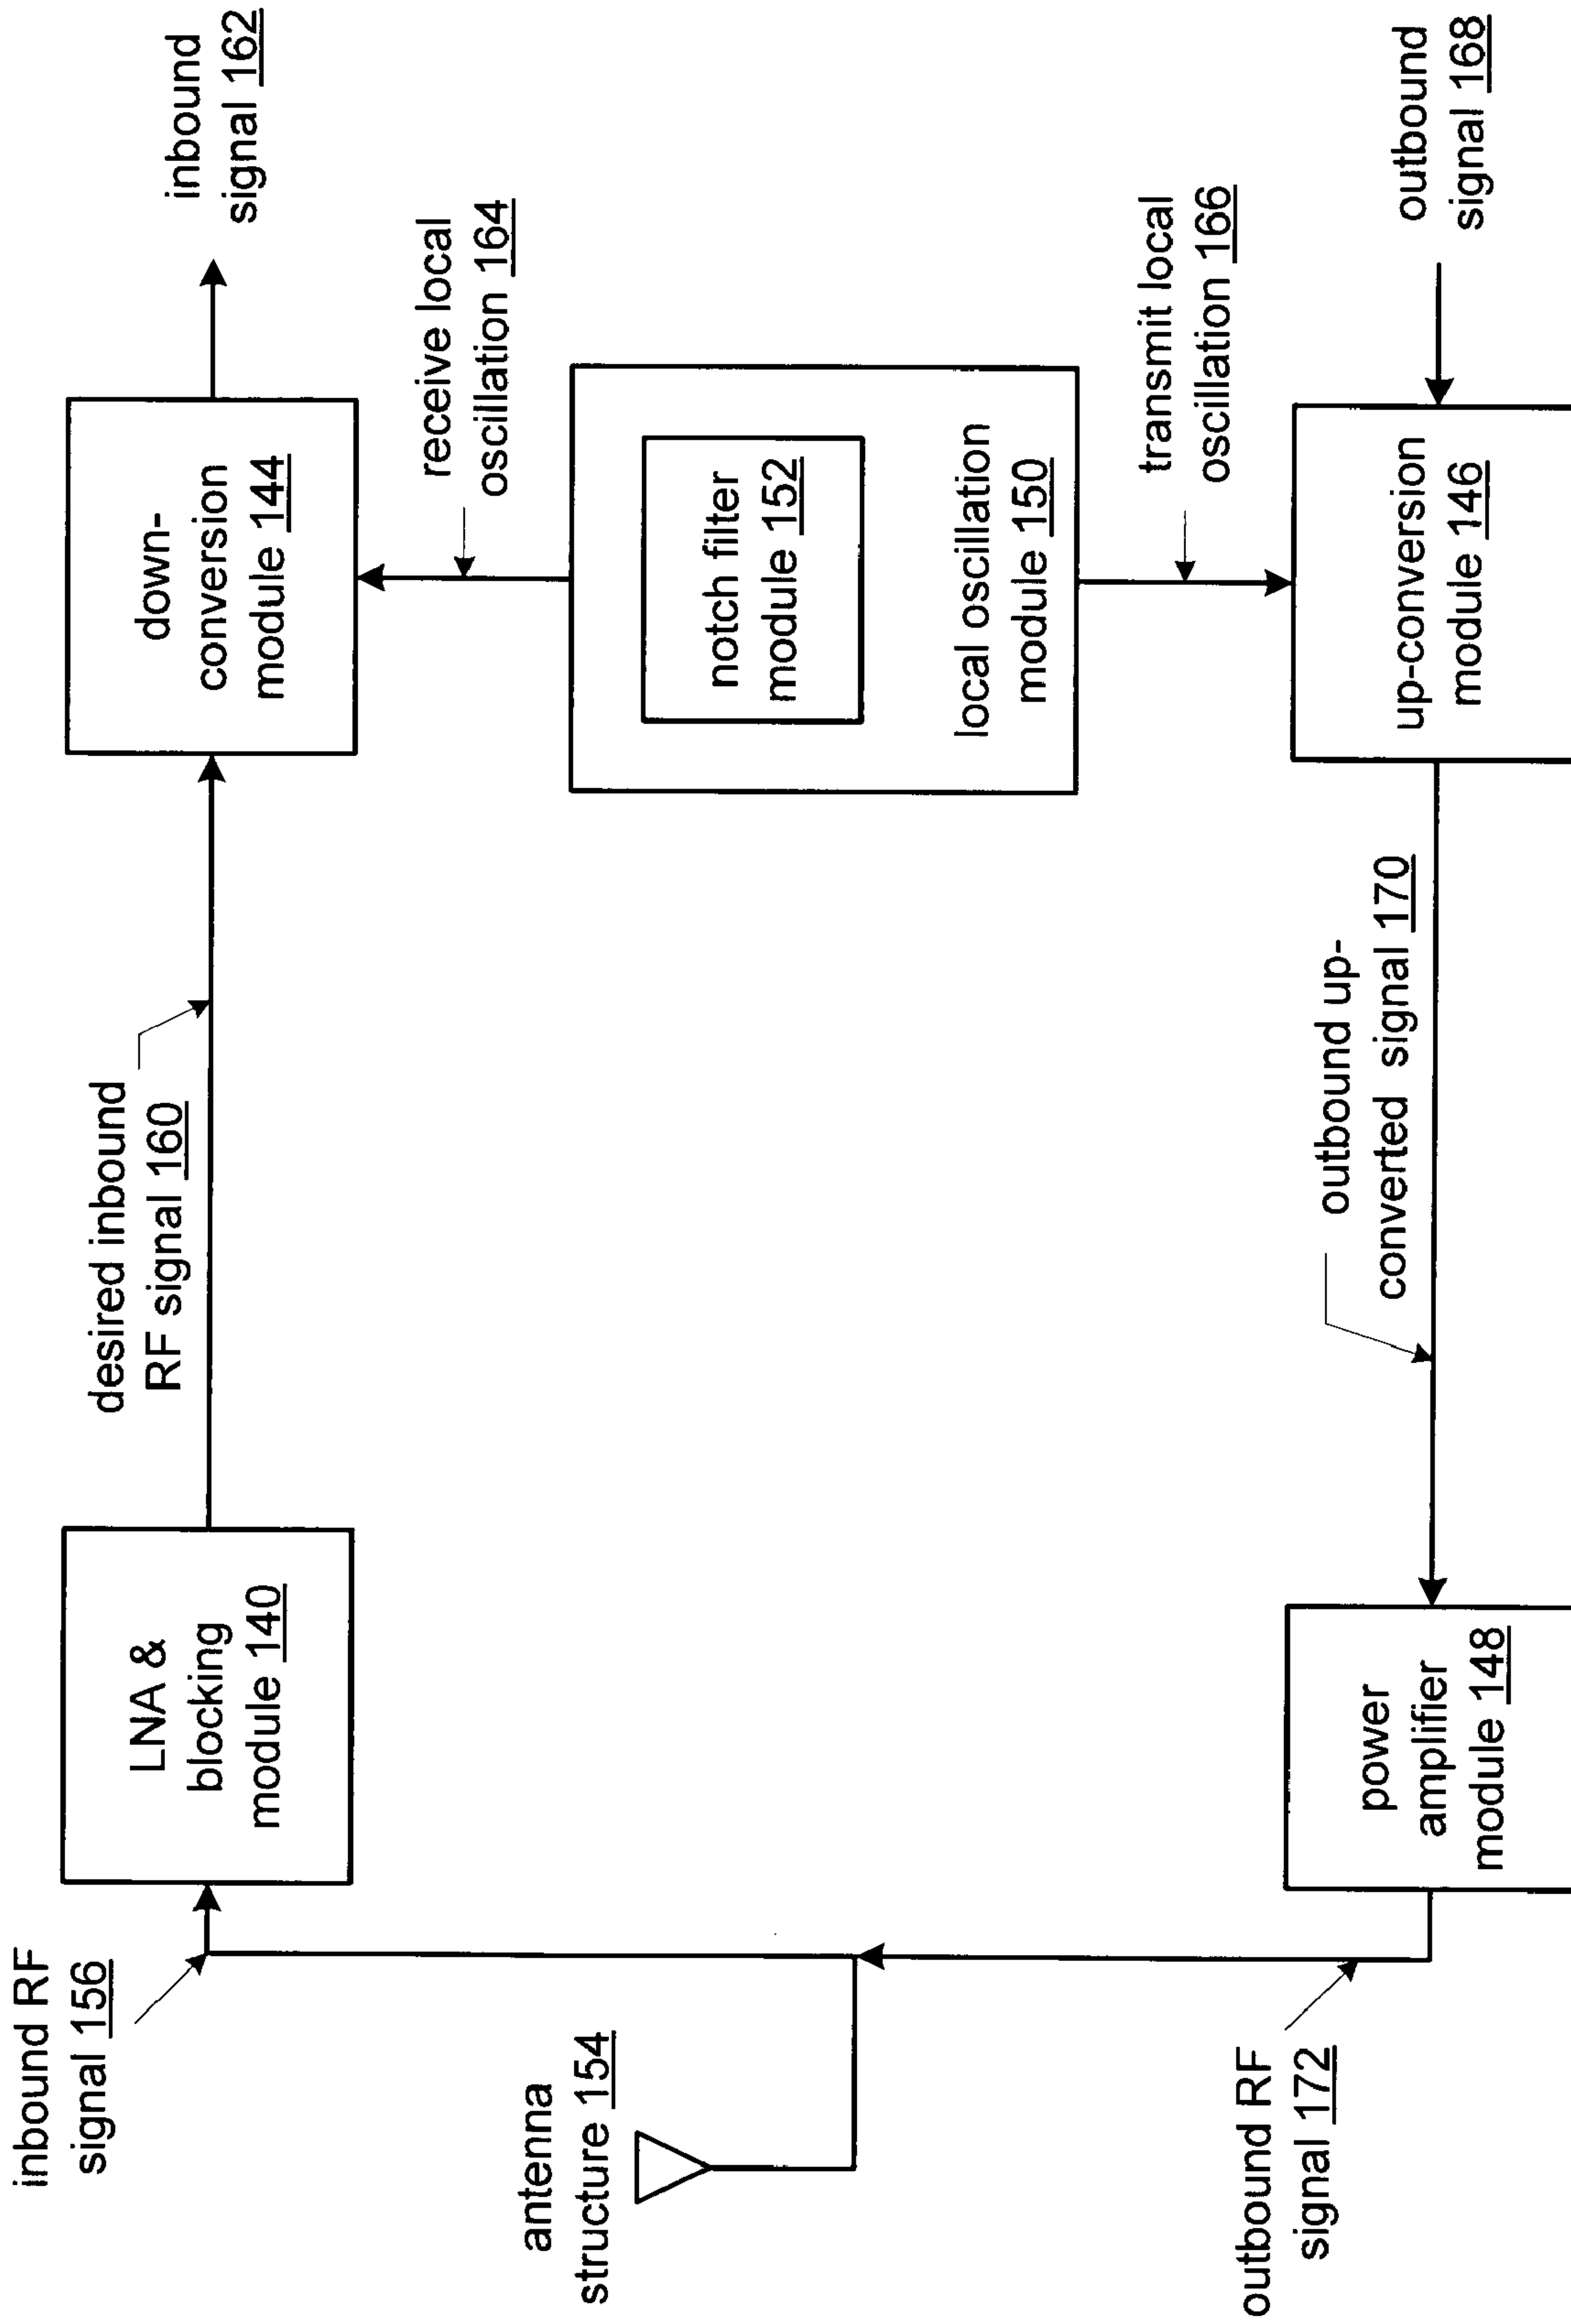 inbound RF
signal 156
LNA &
blocking
module 140
desired inbound
RF signal 160
down-
conversion
module 144
inbound
signal 162
receive local
oscillation 164
antenna
structure 154
notch filter
module 152
local oscillation
module 150
transmit local
oscillation 166
outbound RF
signal 172
power
amplifier
module 148
outbound up-
converted signal 170
up-conversion
module 146
outbound
signal 168